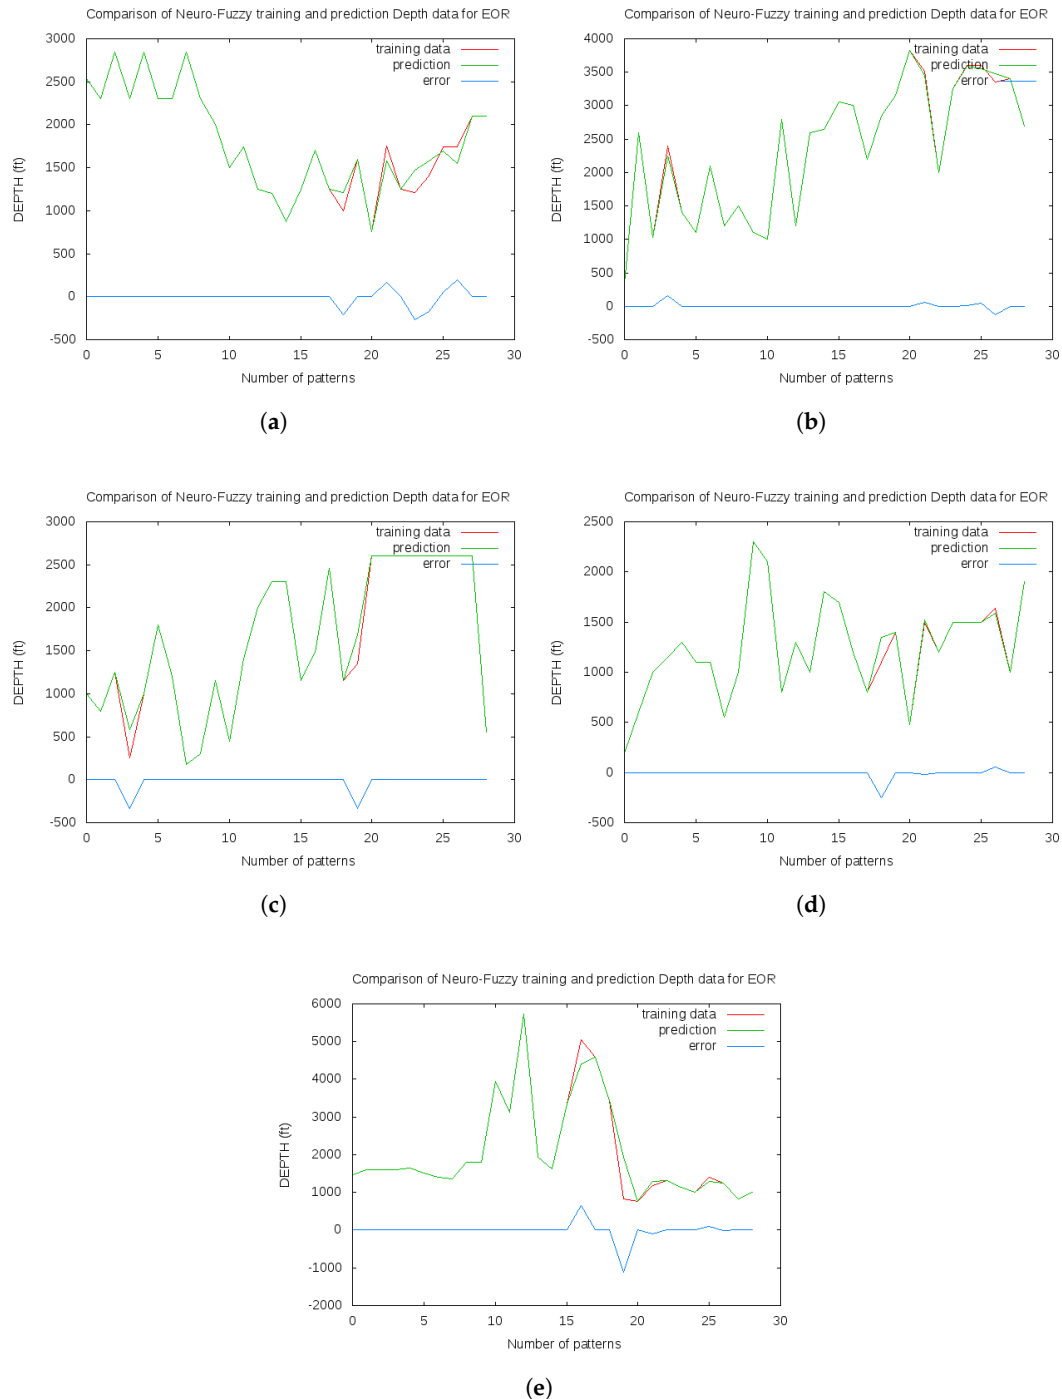 Comparison of Neuro-Fuzzy training and prediction Depth data for EOR
3000
2500
2000
1500
1000
500
0
-500
DEPTH (ft)
training data
prediction
error
0 5 10 15 20 25 30
Number of patterns
(a)
Comparison of Neuro-Fuzzy training and prediction Depth data for EOR
4000
3500
3000
2500
2000
1500
1000
500
0
-500
DEPTH (ft)
training data
prediction
error
0 5 10 15 20 25 30
Number of patterns
(b)
Comparison of Neuro-Fuzzy training and prediction Depth data for EOR
3000
2500
2000
1500
1000
500
0
-500
DEPTH (ft)
training data
prediction
error
0 5 10 15 20 25 30
Number of patterns
(c)
Comparison of Neuro-Fuzzy training and prediction Depth data for EOR
2500
2000
1500
1000
500
0
-500
DEPTH (ft)
training data
prediction
error
0 5 10 15 20 25 30
Number of patterns
(d)
Comparison of Neuro-Fuzzy training and prediction Depth data for EOR
6000
5000
4000
3000
2000
1000
0
-1000
-2000
DEPTH (ft)
training data
prediction
error
0 5 10 15 20 25 30
Number of patterns
(e)